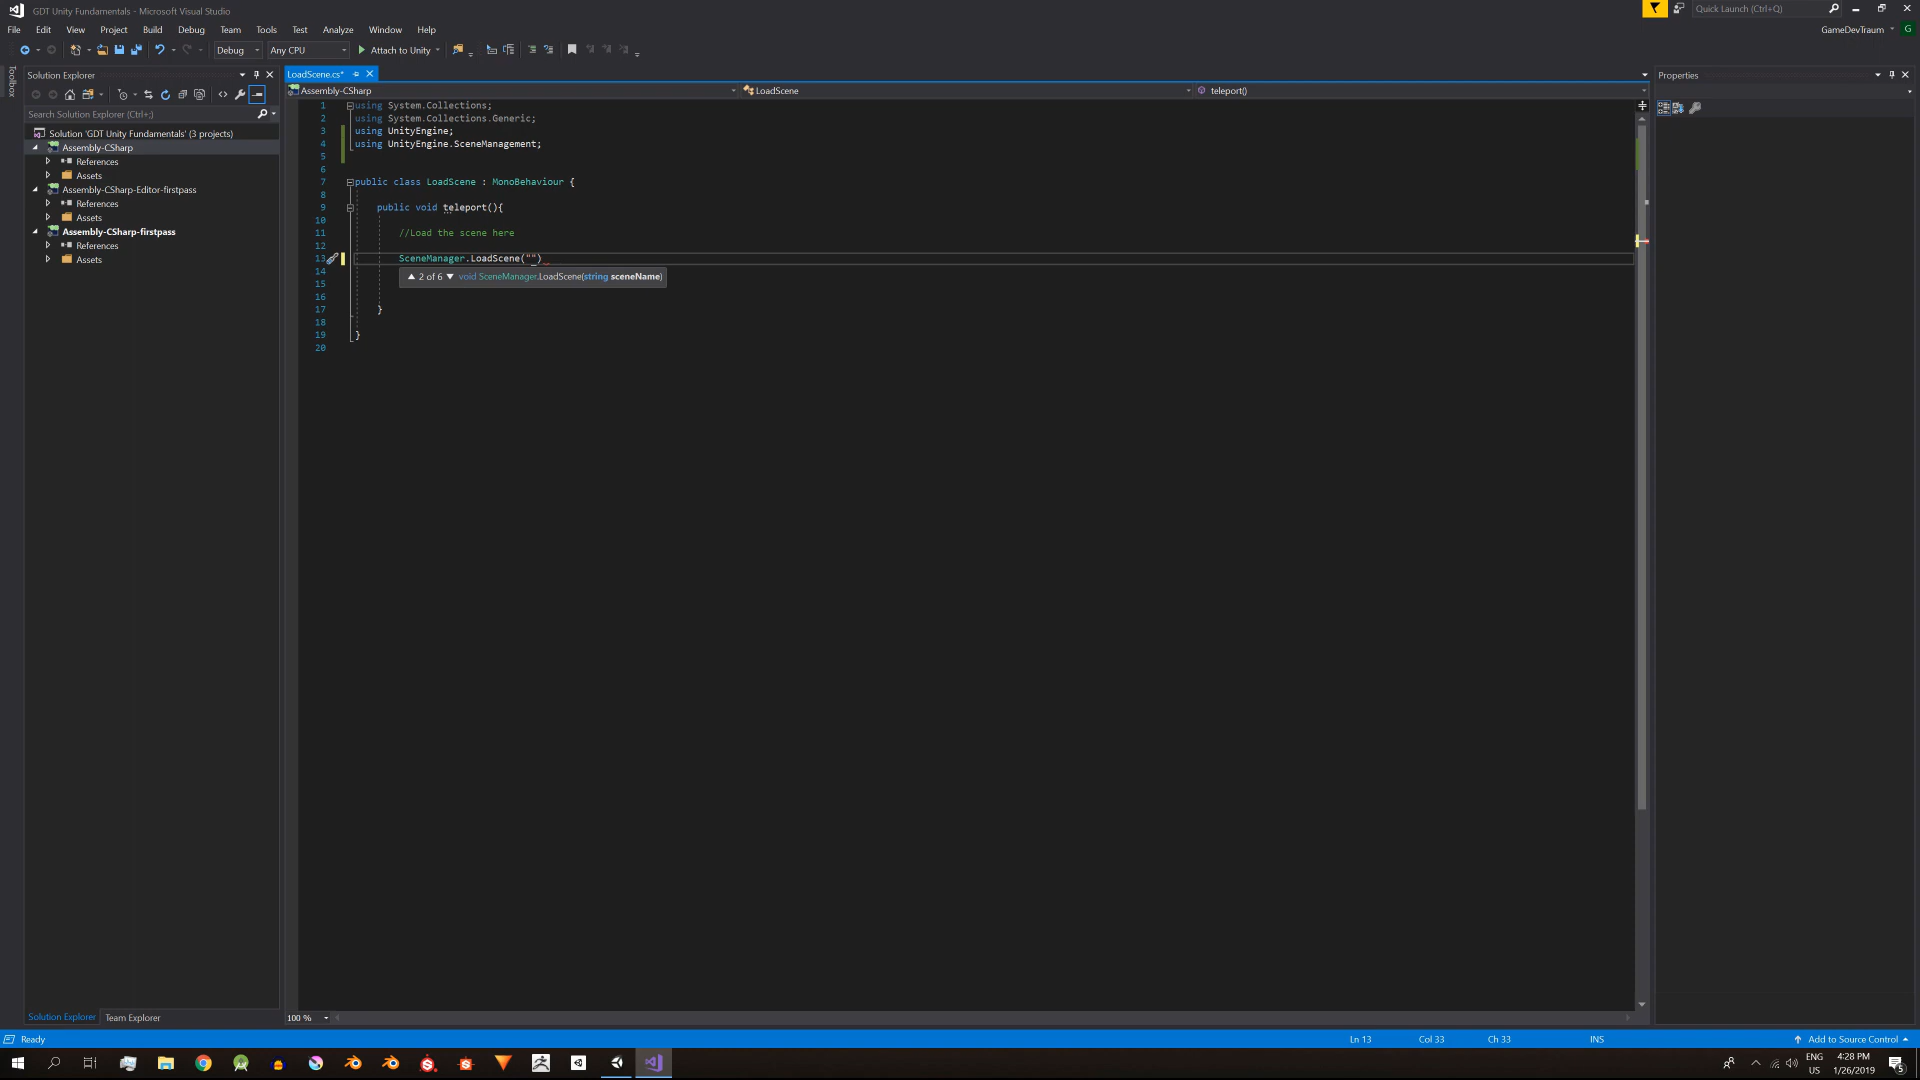 GDT Unity Fundamentals - Microsoft Visual Studio
Quick Launch (Ctrl+Q)
File Edit View Project Build Debug Team Tools Test Analyze Window Help
GameDevTraum G
Debug Any CPU Attach to Unity
Toolbox
Solution Explorer
Search Solution Explorer (Ctrl+;)
Solution 'GDT Unity Fundamentals' (3 projects)
Assembly-CSharp
References
Assets
Assembly-CSharp-Editor-firstpass
References
Assets
Assembly-CSharp-firstpass
References
Assets
Solution Explorer Team Explorer
LoadScene.cs*
Assembly-CSharp LoadScene teleport()
1 using System.Collections;
2 using System.Collections.Generic;
3 using UnityEngine;
4 using UnityEngine.SceneManagement;
5
6
7 public class LoadScene : MonoBehaviour {
8
9 public void teleport(){
10
11 //Load the scene here
12
13 SceneManager.LoadScene("")
14
▲ 2 of 6 ▼ void SceneManager.LoadScene(string sceneName)
15
16
17 }
18
19 }
20
100 %
Properties
Ready Ln 13 Col 33 Ch 33 INS Add to Source Control
ENG
US
4:28 PM
1/26/2019
5